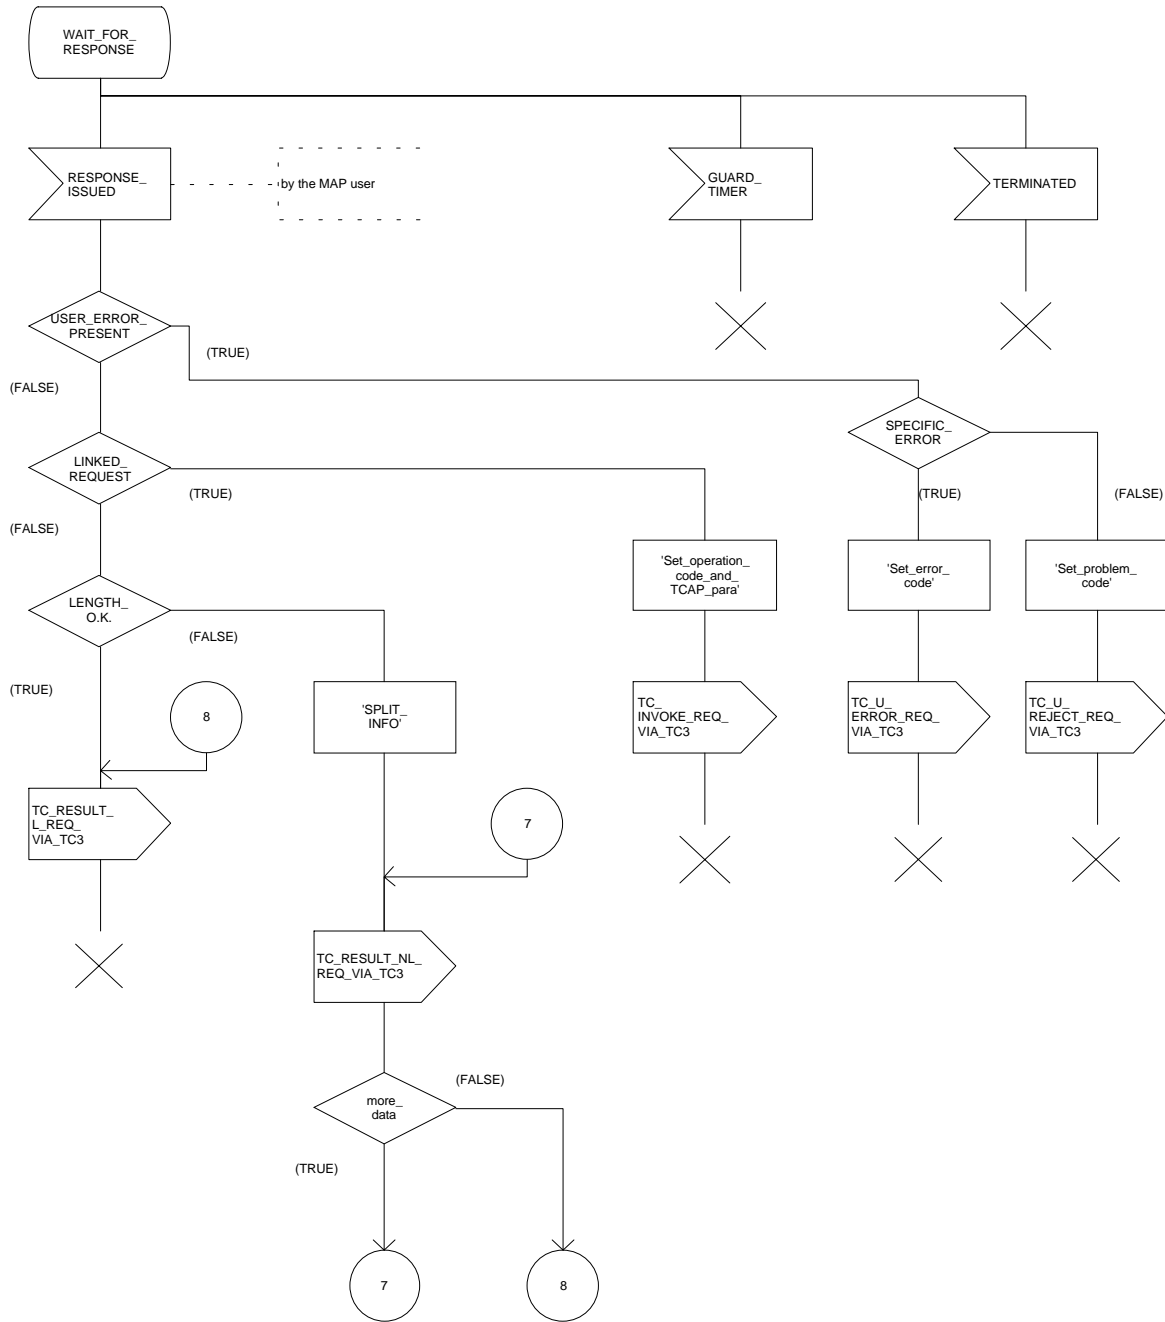 WAIT_FOR_
RESPONSE
RESPONSE_
ISSUED
by the MAP user
GUARD_
TIMER
TERMINATED
USER_ERROR_
PRESENT
(TRUE)
(FALSE)
SPECIFIC_
ERROR
LINKED_
REQUEST
(TRUE)
(TRUE)
(FALSE)
(FALSE)
'Set_operation_
code_and_
TCAP_para'
'Set_error_
code'
'Set_problem_
code'
LENGTH_
O.K.
(FALSE)
(TRUE)
8
'SPLIT_
INFO'
TC_
INVOKE_REQ_
VIA_TC3
TC_U_
ERROR_REQ_
VIA_TC3
TC_U_
REJECT_REQ_
VIA_TC3
TC_RESULT_
L_REQ_
VIA_TC3
7
TC_RESULT_NL_
REQ_VIA_TC3
(FALSE)
more_
data
(TRUE)
7
8